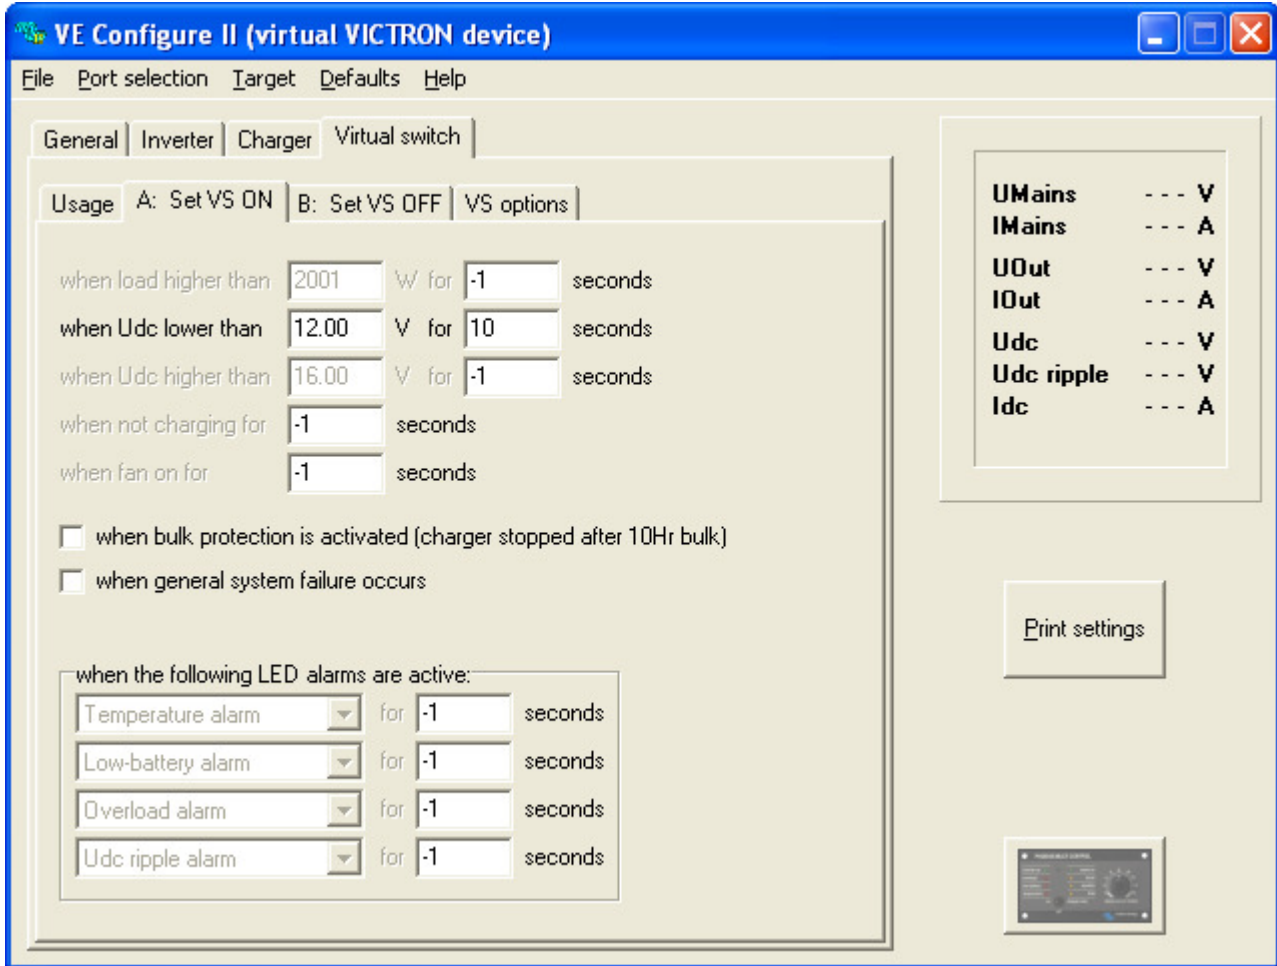 VE Configure II (virtual VICTRON device)
File Port selection Target Defaults Help
General Inverter Charger Virtual switch
Usage A: Set VS ON B: Set VS OFF VS options
when load higher than 2001 W for -1 seconds
when Udc lower than 12.00 V for 10 seconds
when Udc higher than 16.00 V for -1 seconds
when not charging for -1 seconds
when fan on for -1 seconds
when bulk protection is activated (charger stopped after 10Hr bulk)
when general system failure occurs
when the following LED alarms are active:
Temperature alarm for -1 seconds
Low-battery alarm for -1 seconds
Overload alarm for -1 seconds
Udc ripple alarm for -1 seconds
UMains --- V
IMains --- A
UOut --- V
IOut --- A
Udc --- V
Udc ripple --- V
Idc --- A
Print settings